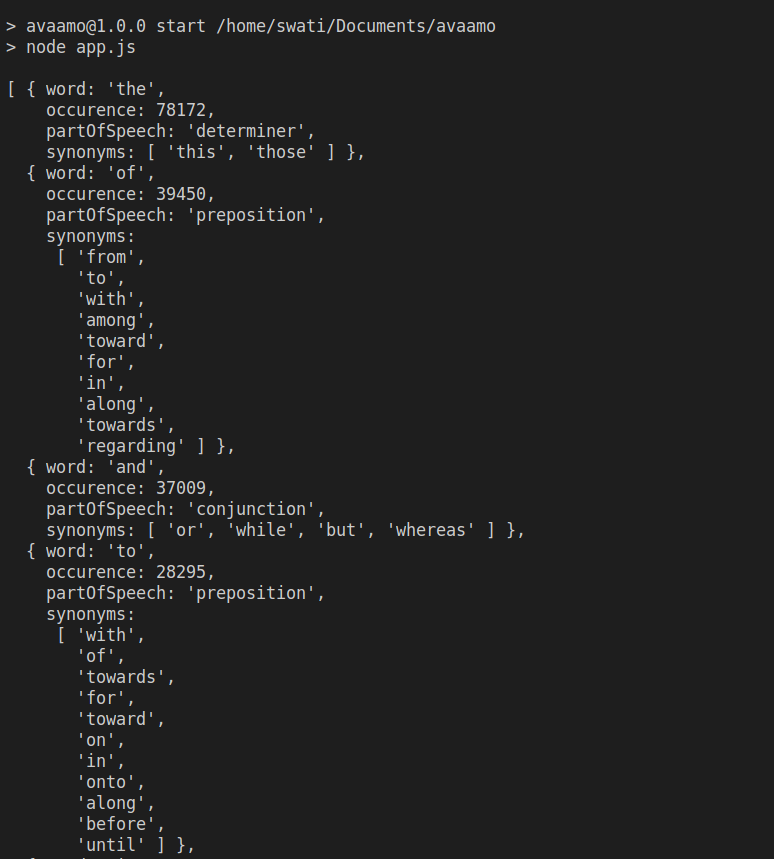 > avaamo@1.0.0 start /home/swati/Documents/avaamo
> node app.js

[ { word: 'the',
    occurence: 78172,
    partOfSpeech: 'determiner',
    synonyms: [ 'this', 'those' ] },
  { word: 'of',
    occurence: 39450,
    partOfSpeech: 'preposition',
    synonyms:
     [ 'from',
       'to',
       'with',
       'among',
       'toward',
       'for',
       'in',
       'along',
       'towards',
       'regarding' ] },
  { word: 'and',
    occurence: 37009,
    partOfSpeech: 'conjunction',
    synonyms: [ 'or', 'while', 'but', 'whereas' ] },
  { word: 'to',
    occurence: 28295,
    partOfSpeech: 'preposition',
    synonyms:
     [ 'with',
       'of',
       'towards',
       'for',
       'toward',
       'on',
       'in',
       'onto',
       'along',
       'before',
       'until' ] },